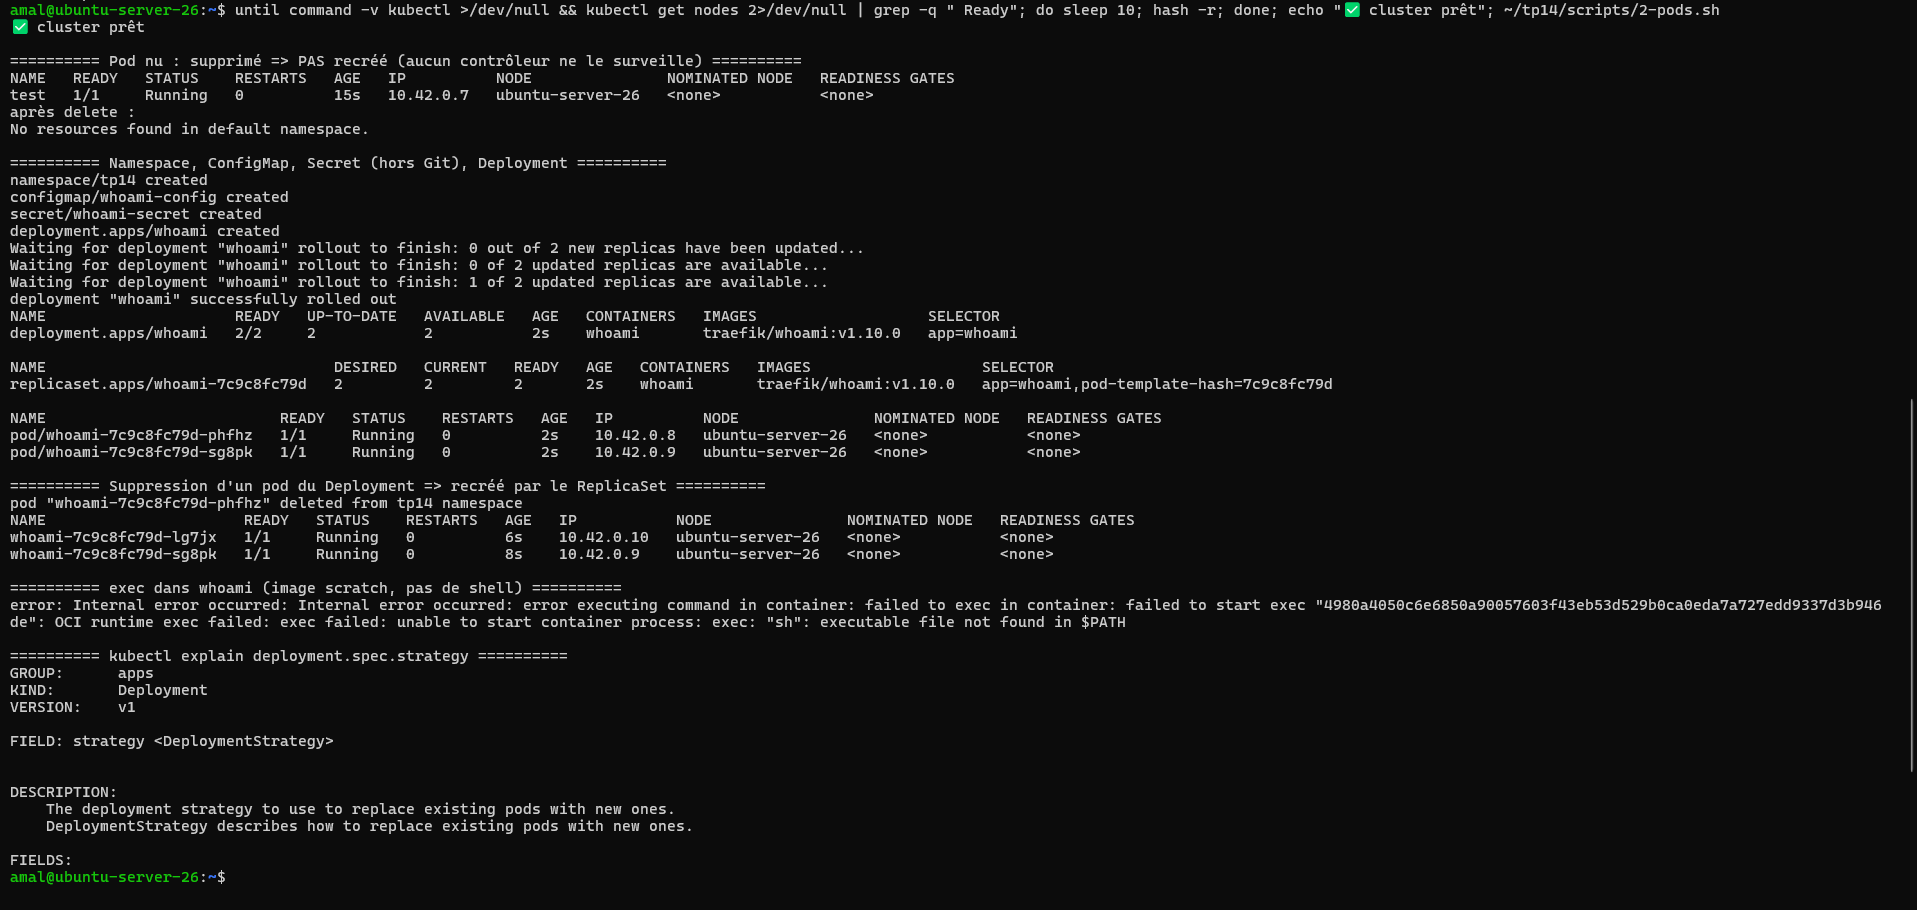 amal@ubuntu-server-26:~$ until command -v kubectl >/dev/null && kubectl get nodes 2>/dev/null | grep -q " Ready"; do sleep 10; hash -r; done; echo "✅ cluster prêt"; ~/tp14/scripts/2-pods.sh
✅ cluster prêt

========== Pod nu : supprimé => PAS recréé (aucun contrôleur ne le surveille) ==========
NAME   READY   STATUS    RESTARTS   AGE   IP          NODE               NOMINATED NODE   READINESS GATES
test   1/1     Running   0          15s   10.42.0.7   ubuntu-server-26   <none>           <none>
après delete :
No resources found in default namespace.

========== Namespace, ConfigMap, Secret (hors Git), Deployment ==========
namespace/tp14 created
configmap/whoami-config created
secret/whoami-secret created
deployment.apps/whoami created
Waiting for deployment "whoami" rollout to finish: 0 out of 2 new replicas have been updated...
Waiting for deployment "whoami" rollout to finish: 0 of 2 updated replicas are available...
Waiting for deployment "whoami" rollout to finish: 1 of 2 updated replicas are available...
deployment "whoami" successfully rolled out
NAME                     READY   UP-TO-DATE   AVAILABLE   AGE   CONTAINERS   IMAGES                   SELECTOR
deployment.apps/whoami   2/2     2            2           2s    whoami       traefik/whoami:v1.10.0   app=whoami

NAME                                DESIRED   CURRENT   READY   AGE   CONTAINERS   IMAGES                   SELECTOR
replicaset.apps/whoami-7c9c8fc79d   2         2         2       2s    whoami       traefik/whoami:v1.10.0   app=whoami,pod-template-hash=7c9c8fc79d

NAME                          READY   STATUS    RESTARTS   AGE   IP          NODE               NOMINATED NODE   READINESS GATES
pod/whoami-7c9c8fc79d-phfhz   1/1     Running   0          2s    10.42.0.8   ubuntu-server-26   <none>           <none>
pod/whoami-7c9c8fc79d-sg8pk   1/1     Running   0          2s    10.42.0.9   ubuntu-server-26   <none>           <none>

========== Suppression d'un pod du Deployment => recréé par le ReplicaSet ==========
pod "whoami-7c9c8fc79d-phfhz" deleted from tp14 namespace
NAME                      READY   STATUS    RESTARTS   AGE   IP           NODE               NOMINATED NODE   READINESS GATES
whoami-7c9c8fc79d-lg7jx   1/1     Running   0          6s    10.42.0.10   ubuntu-server-26   <none>           <none>
whoami-7c9c8fc79d-sg8pk   1/1     Running   0          8s    10.42.0.9    ubuntu-server-26   <none>           <none>

========== exec dans whoami (image scratch, pas de shell) ==========
error: Internal error occurred: Internal error occurred: error executing command in container: failed to exec in container: failed to start exec "4980a4050c6e6850a90057603f43eb53d529b0ca0eda7a727edd9337d3b946
de": OCI runtime exec failed: exec failed: unable to start container process: exec: "sh": executable file not found in $PATH

========== kubectl explain deployment.spec.strategy ==========
GROUP:      apps
KIND:       Deployment
VERSION:    v1

FIELD: strategy <DeploymentStrategy>


DESCRIPTION:
    The deployment strategy to use to replace existing pods with new ones.
    DeploymentStrategy describes how to replace existing pods with new ones.

FIELDS:
amal@ubuntu-server-26:~$